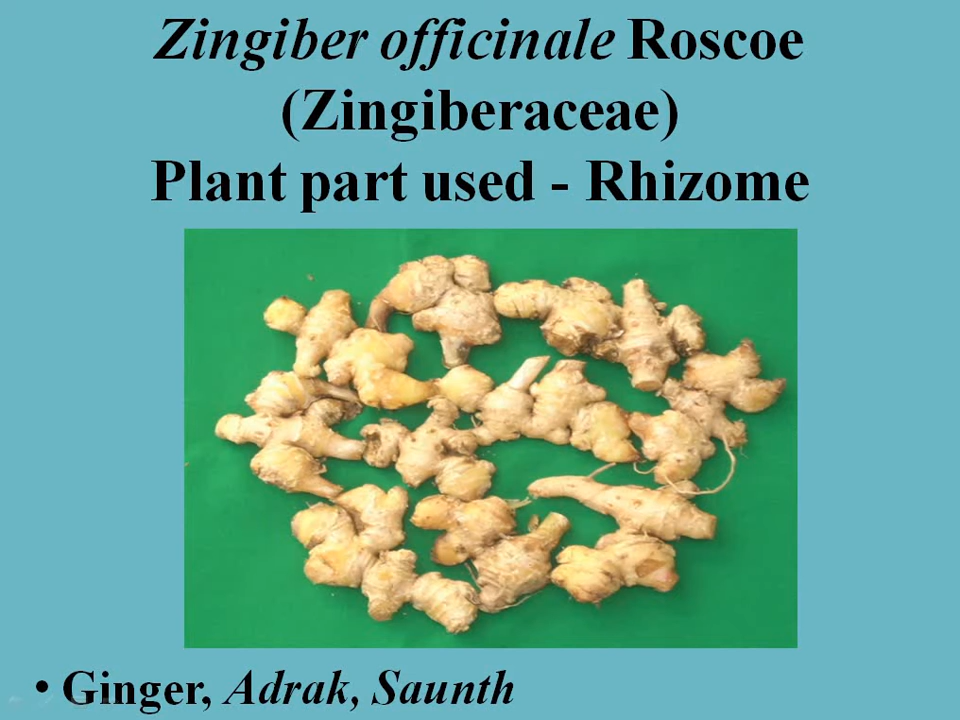 Zingiber officinale Roscoe
(Zingiberaceae)
Plant part used - Rhizome
• Ginger, Adrak, Saunth